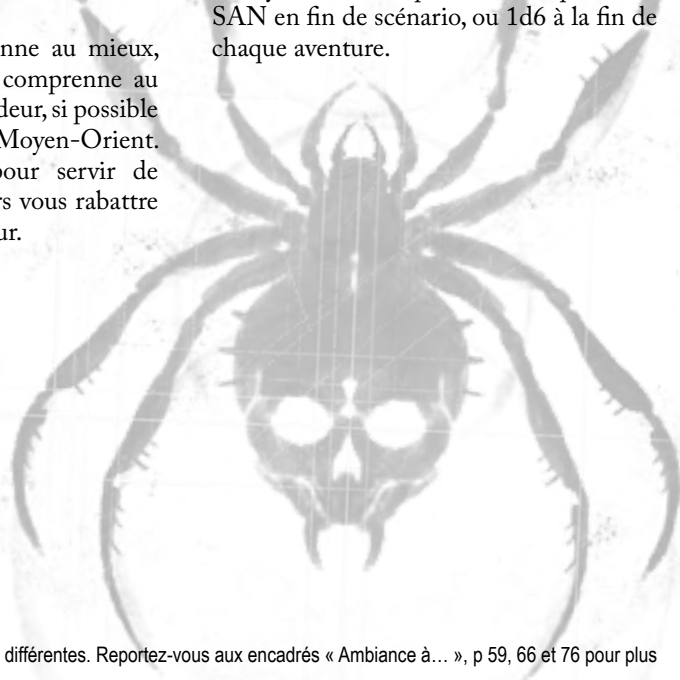 nne au mieux,
comprenne au
deur, si possible
Moyen-Orient.
pour servir de
rs vous rabattre
ur.
SAN en fin de scénario, ou 1d6 à la fin de
chaque aventure.
différentes. Reportez-vous aux encadrés « Ambiance à… », p 59, 66 et 76 pour plus